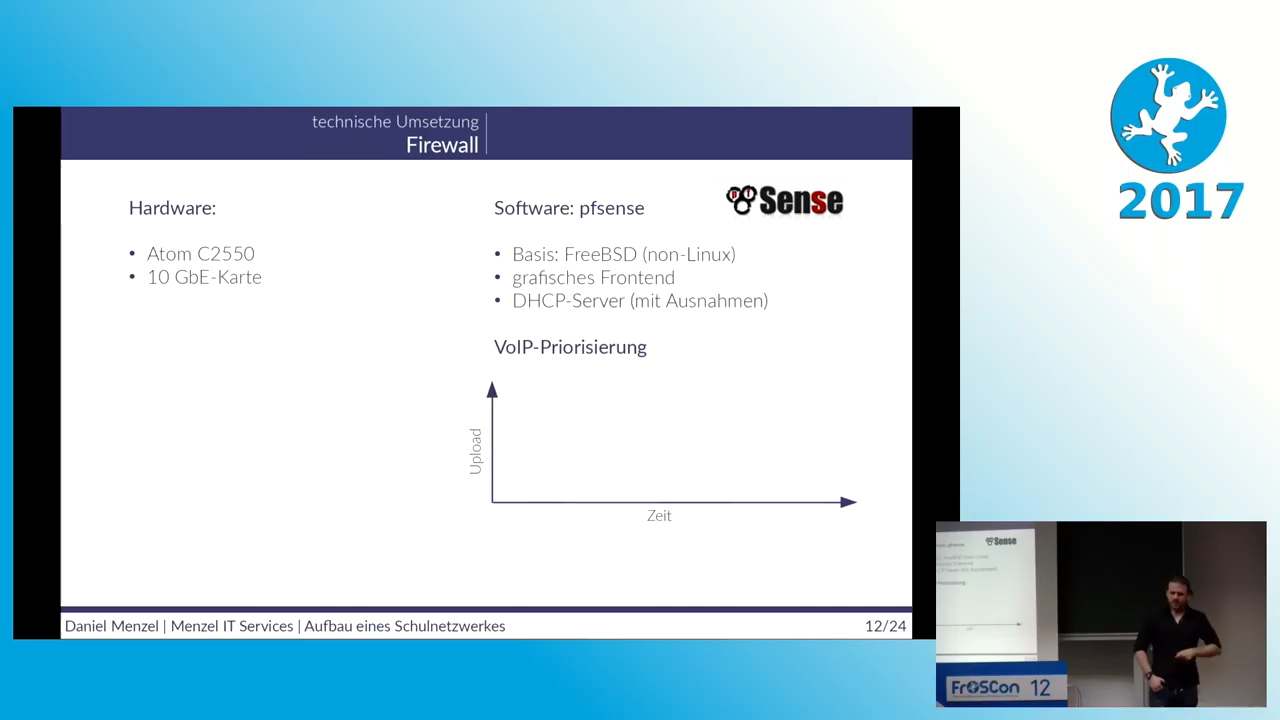 technische Umsetzung
Firewall
Hardware:
• Atom C2550
• 10 GbE-Karte
Software: pfsense
Sense
• Basis: FreeBSD (non-Linux)
• grafisches Frontend
• DHCP-Server (mit Ausnahmen)
VoIP-Priorisierung
Upload
Zeit
Daniel Menzel | Menzel IT Services | Aufbau eines Schulnetzwerkes
12/24
2017
Sense
FrOSCon 12